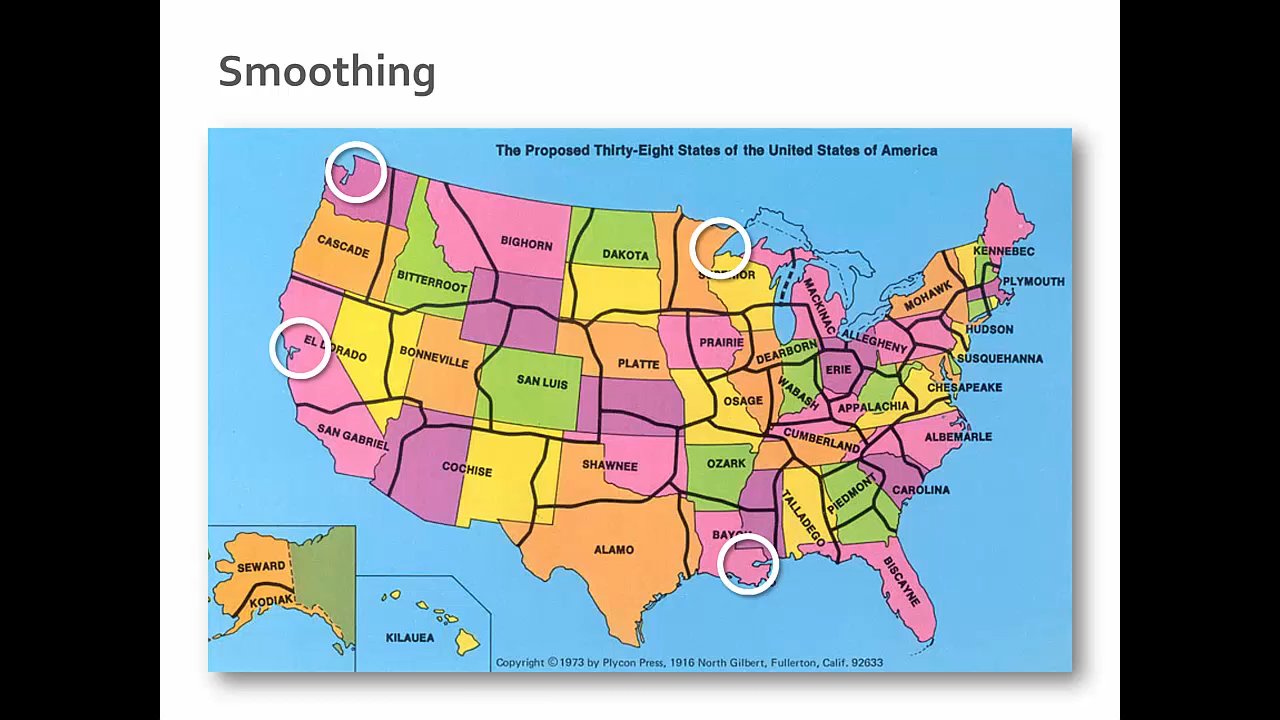 Smoothing
The Proposed Thirty-Eight States of the United States of America
CASCADE
BIGHORN
DAKOTA
BITTERROOT
SUPERIOR
MACKINAC
MOHAWK
KENNEBEC
PLYMOUTH
HUDSON
EL DORADO
BONNEVILLE
SAN LUIS
PLATTE
PRAIRIE
DEARBORN
ALLEGHENY
SUSQUEHANNA
ERIE
WABASH
CHESAPEAKE
OSAGE
APPALACHIA
SAN GABRIEL
COCHISE
SHAWNEE
OZARK
CUMBERLAND
ALBEMARLE
CAROLINA
PIEDMONT
TALLADEGO
BAYOU
ALAMO
BISCAYNE
SEWARD
KODIAK
KILAUEA
Copyright © 1973 by Plycon Press, 1916 North Gilbert, Fullerton, Calif. 92633